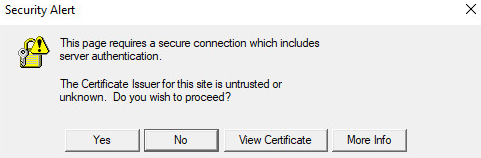 Security Alert
This page requires a secure connection which includes
server authentication.
The Certificate Issuer for this site is untrusted or
unknown.  Do you wish to proceed?
Yes No View Certificate More Info